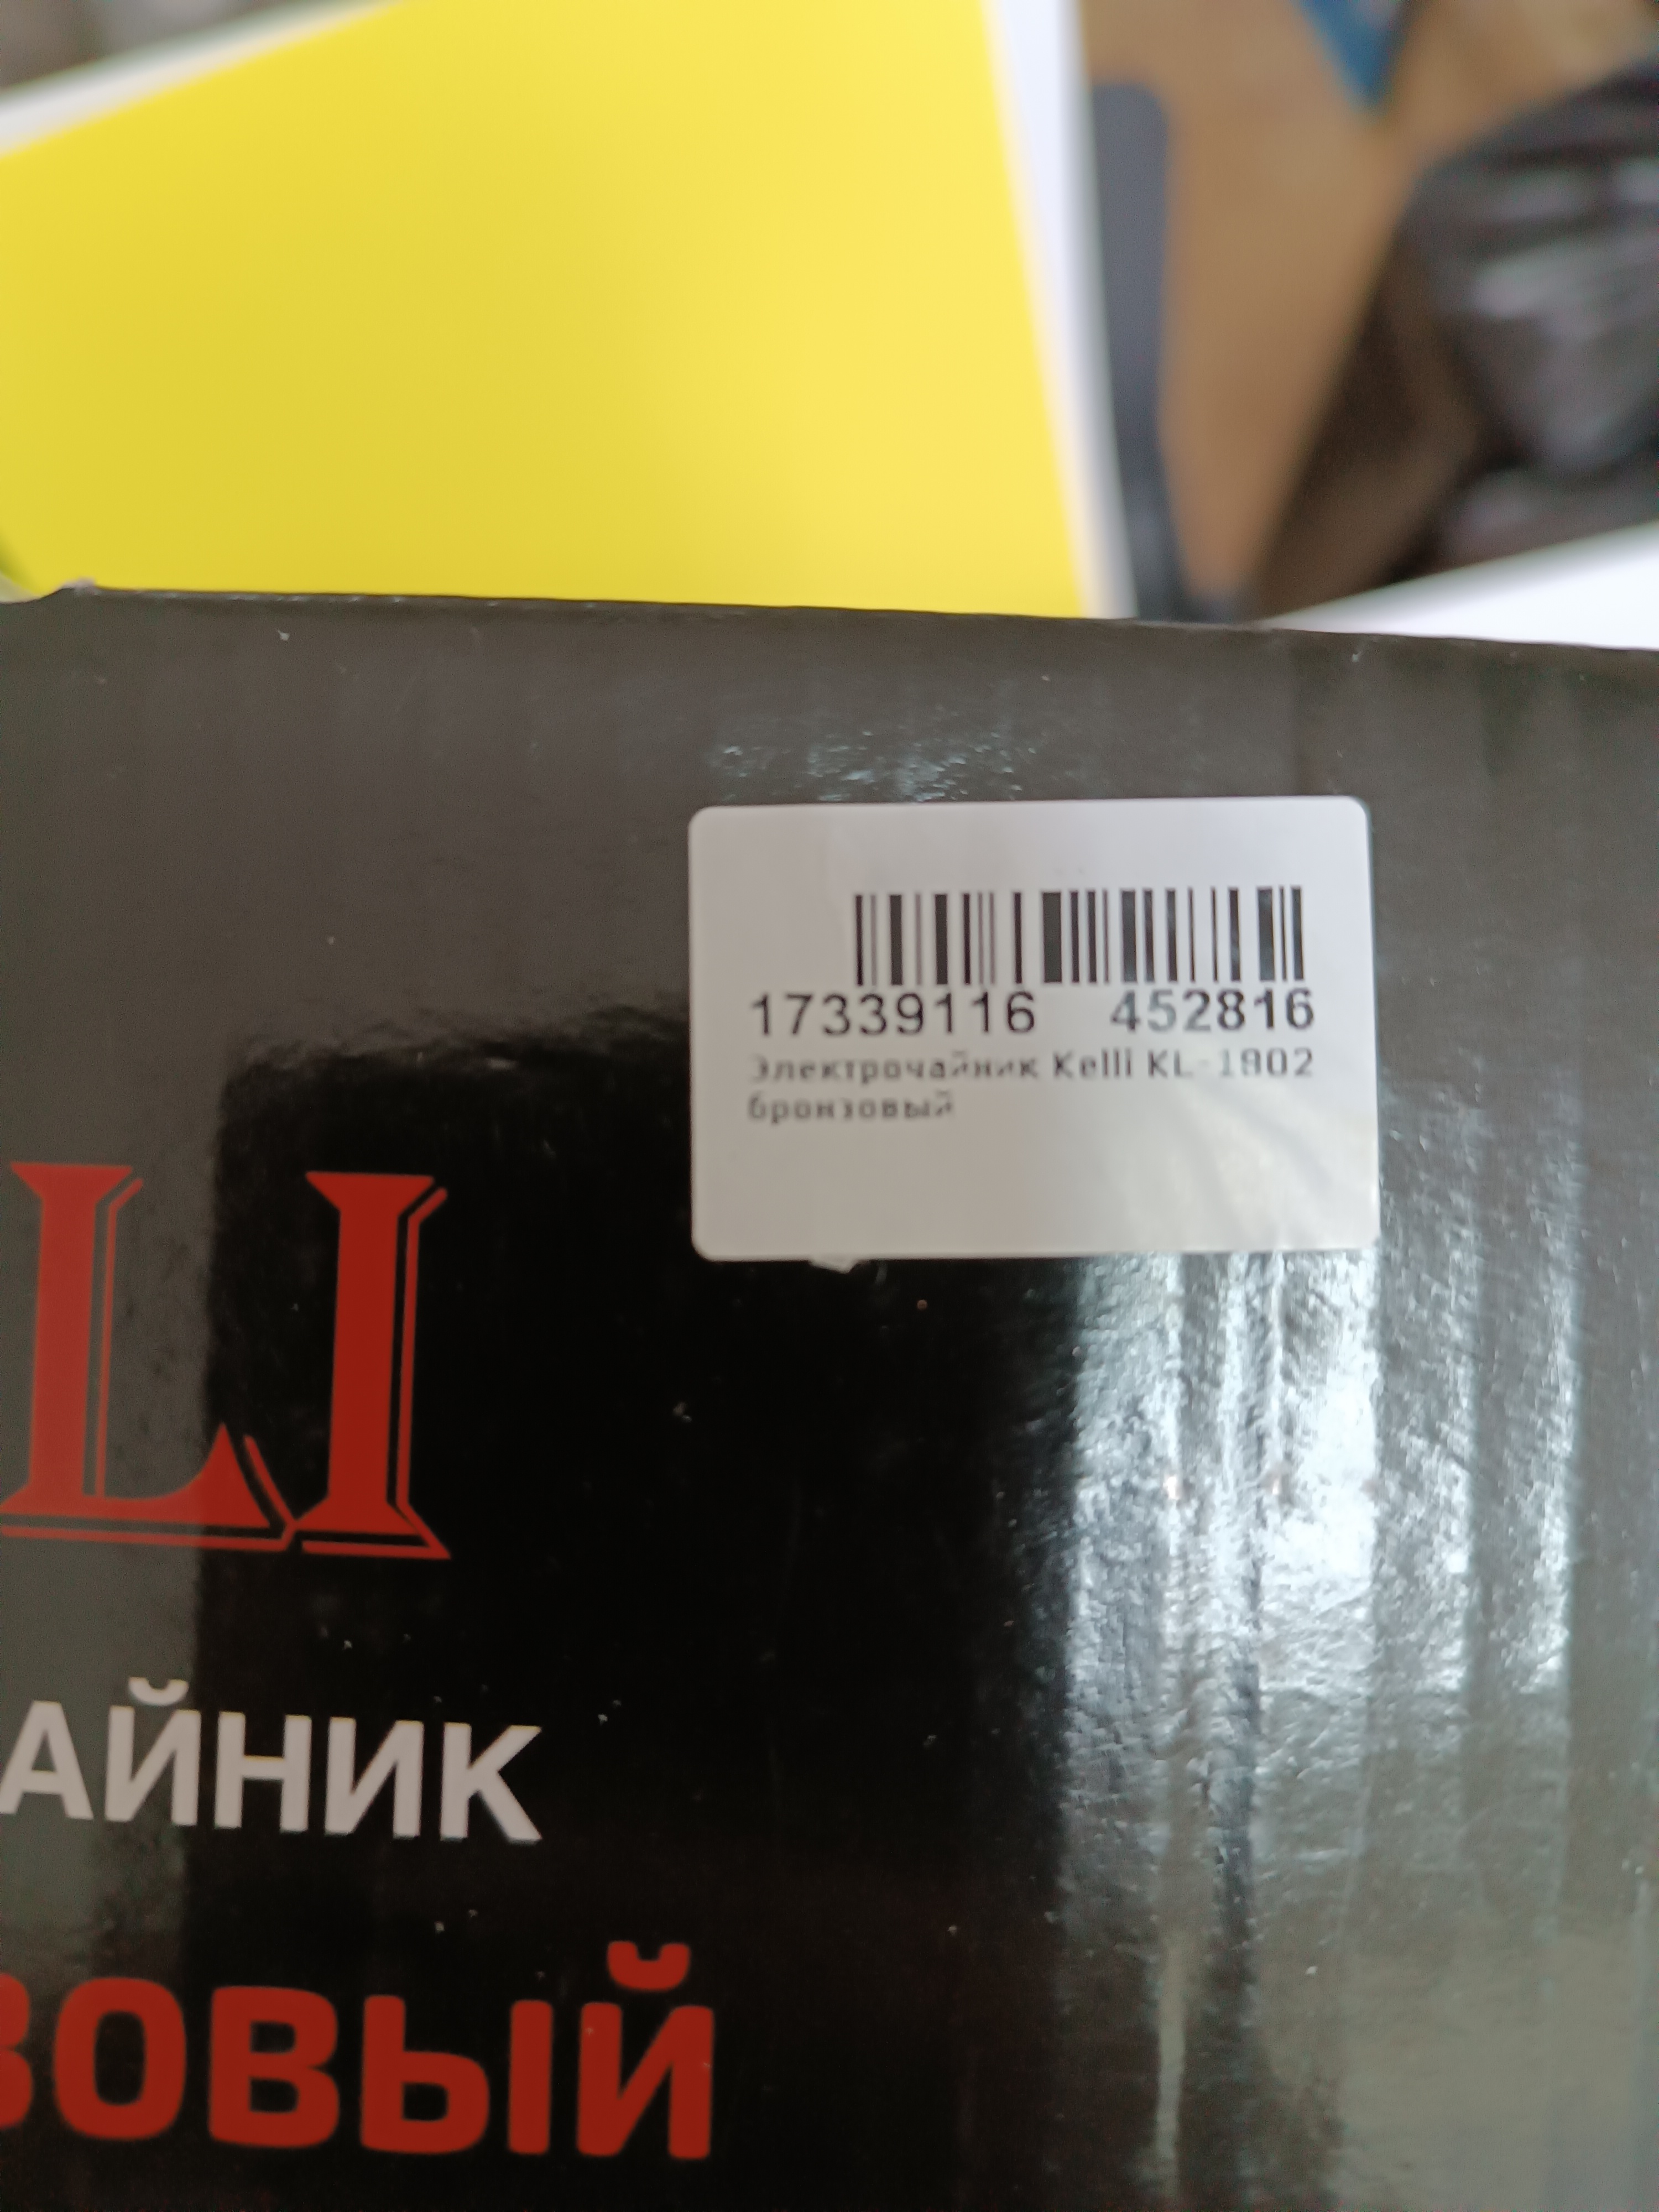 17339116 452816
Электрочайник Kelli KL-1802
бронзовый
LI
АЙНИК
ЗОВЫЙ